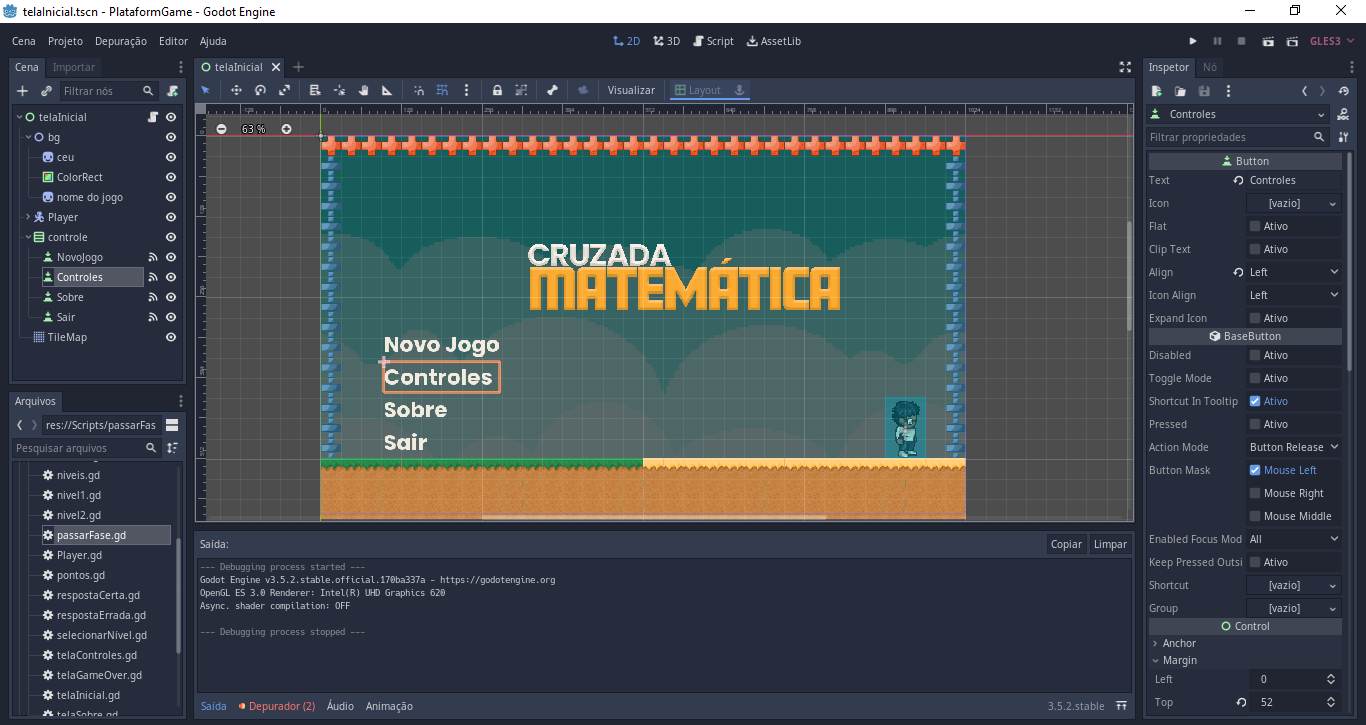 telaInicial.tscn - PlataformGame - Godot Engine
Cena Projeto Depuração Editor Ajuda
2D 3D Script AssetLib
GLES3
Cena Importar
Filtrar nós
telaInicial
bg
ceu
ColorRect
nome do jogo
Player
controle
NovoJogo
Controles
Sobre
Sair
TileMap
Arquivos
res://Scripts/passarFas
Pesquisar arquivos
niveis.gd
nivel1.gd
nivel2.gd
passarFase.gd
Player.gd
pontos.gd
respostaCerta.gd
respostaErrada.gd
selecionarNivel.gd
telaControles.gd
telaGameOver.gd
telaInicial.gd
telaSobre.gd
telaInicial
Visualizar Layout
63 %
CRUZADA
MATEMÁTICA
Novo Jogo
Controles
Sobre
Sair
Saída:
Copiar Limpar
--- Debugging process started ---
Godot Engine v3.5.2.stable.official.170ba337a - https://godotengine.org
OpenGL ES 3.0 Renderer: Intel(R) UHD Graphics 620
Async. shader compilation: OFF
--- Debugging process stopped ---
Saída Depurador (2) Áudio Animação
3.5.2.stable
Inspetor Nó
Controles
Filtrar propriedades
Button
Text Controles
Icon [vazio]
Flat Ativo
Clip Text Ativo
Align Left
Icon Align Left
Expand Icon Ativo
BaseButton
Disabled Ativo
Toggle Mode Ativo
Shortcut In Tooltip Ativo
Pressed Ativo
Action Mode Button Release
Button Mask Mouse Left
Mouse Right
Mouse Middle
Enabled Focus Mod All
Keep Pressed Outsi Ativo
Shortcut [vazio]
Group [vazio]
Control
Anchor
Margin
Left 0
Top 52